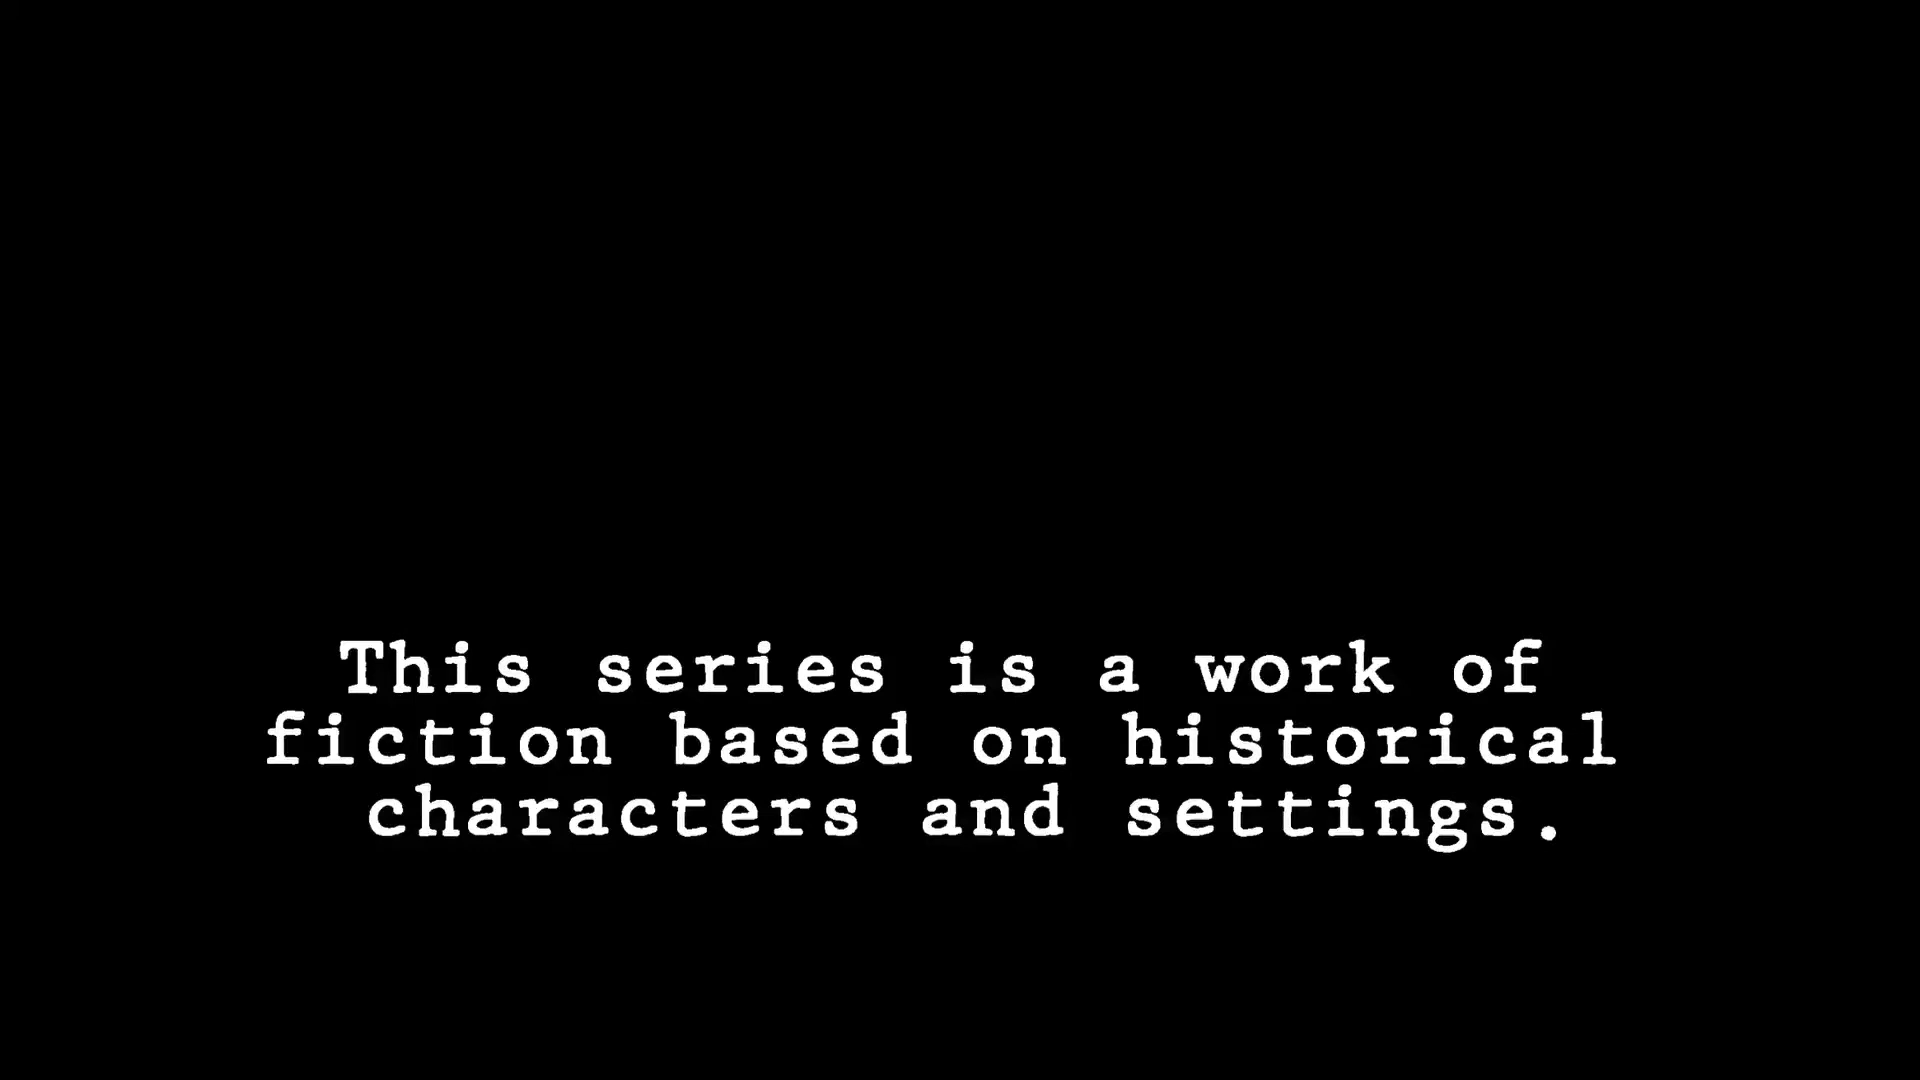 This series is a work of
fiction based on historical
characters and settings.